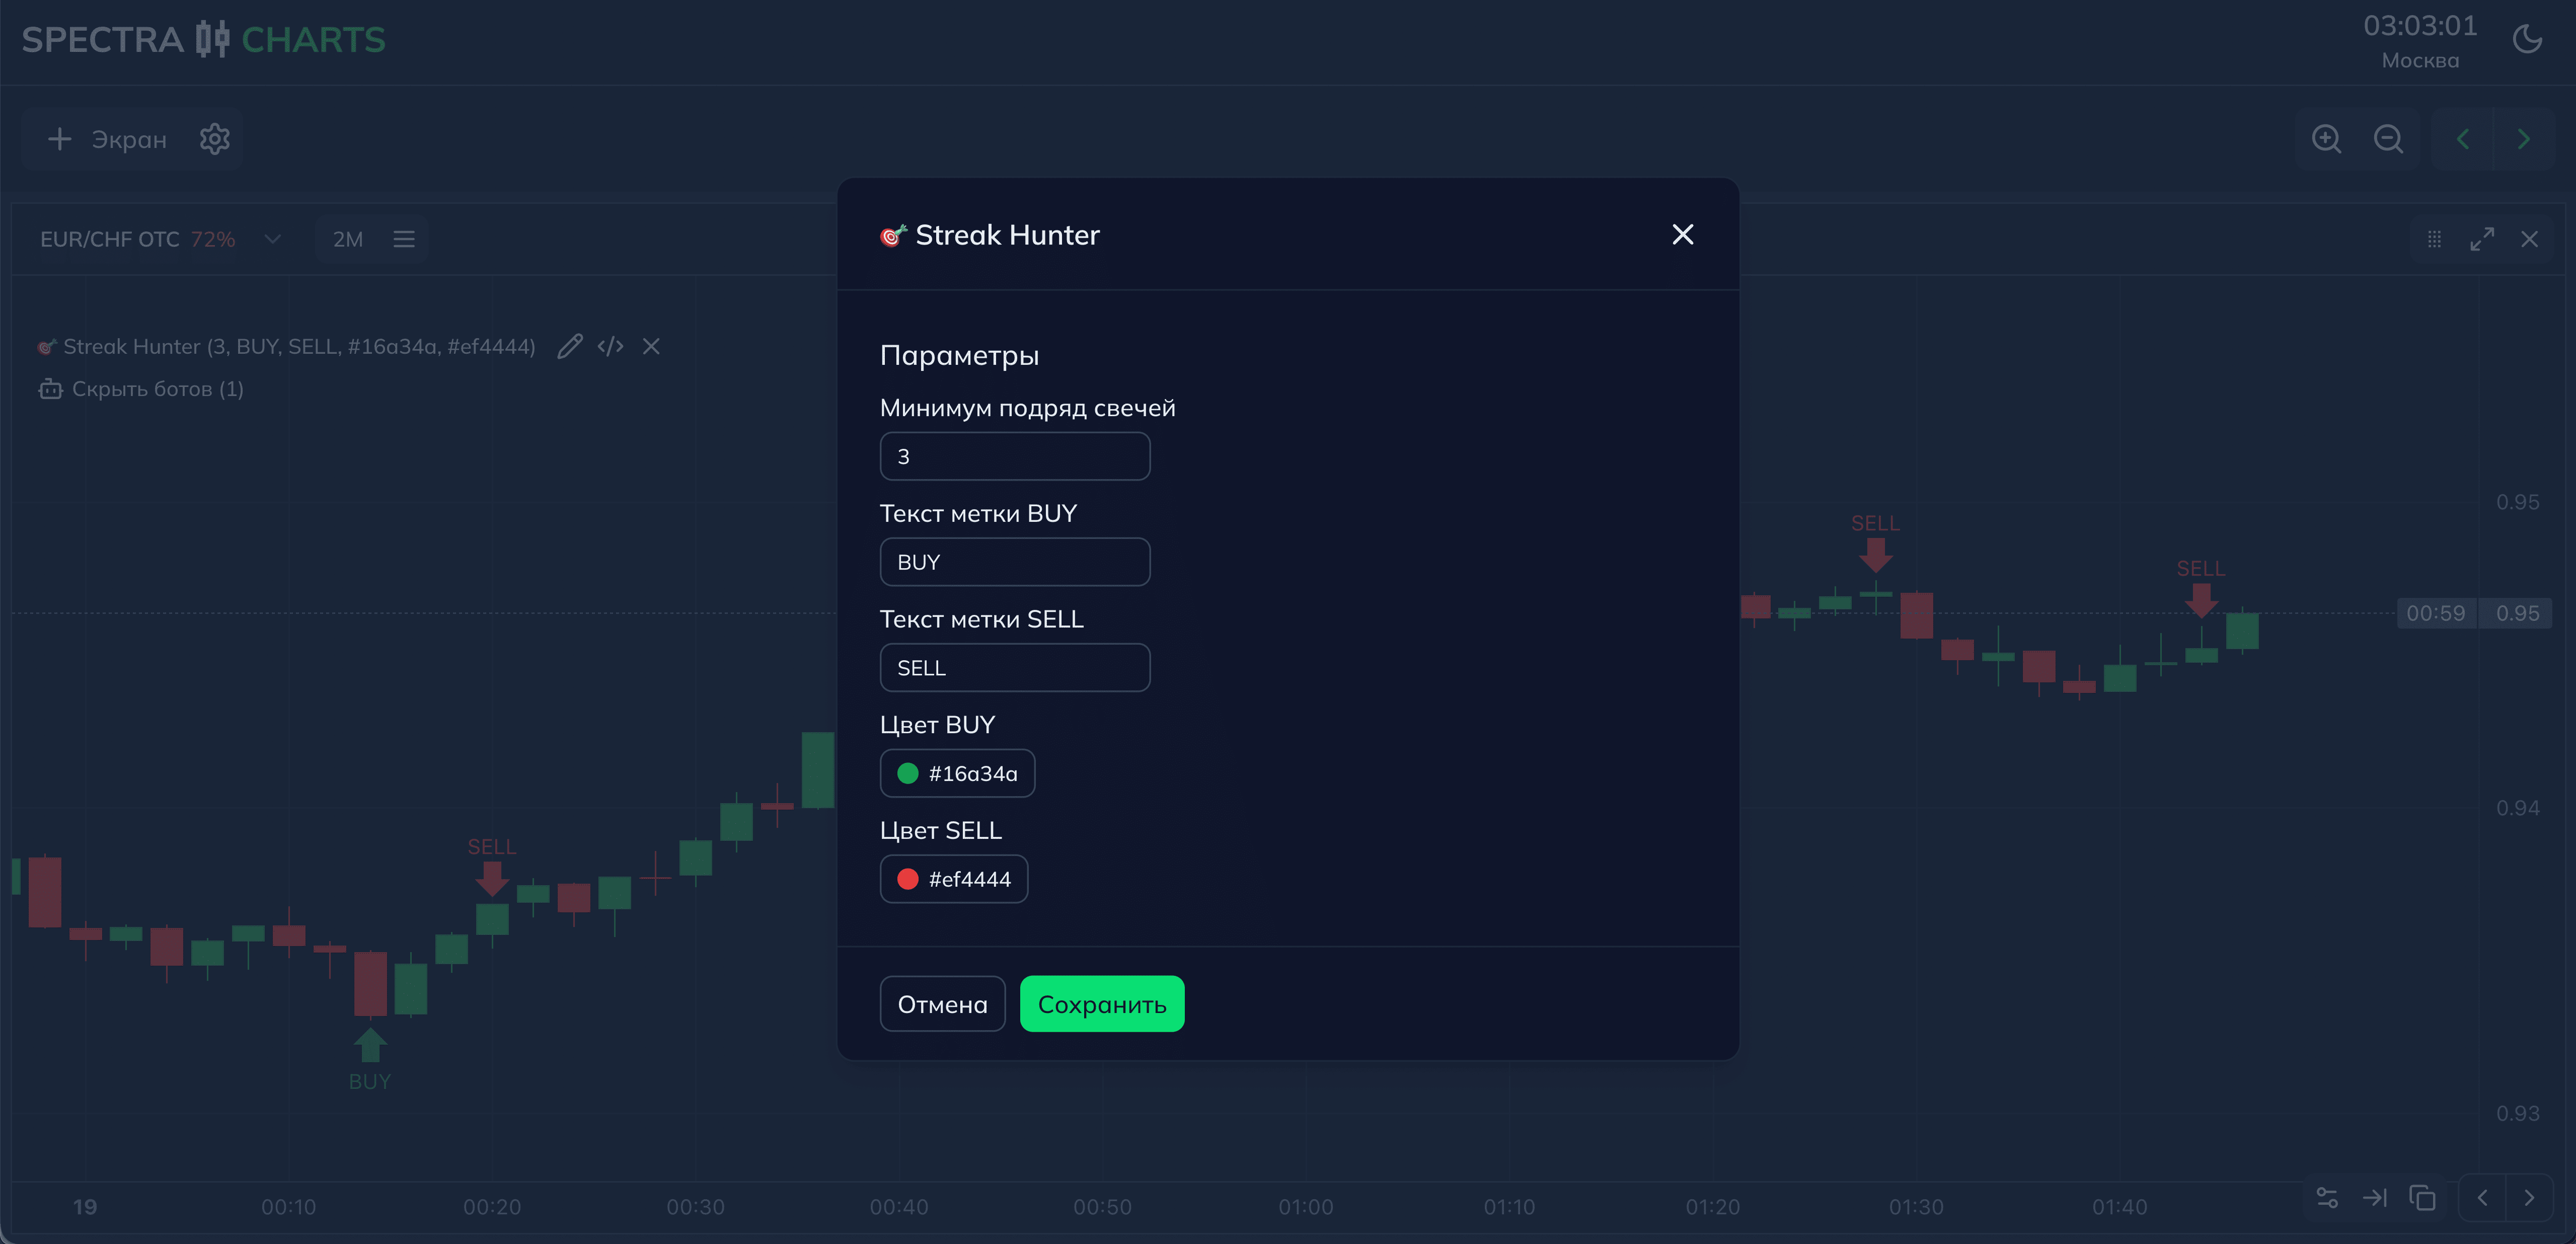 SPECTRA CHARTS
03:03:01
Москва
Экран
EUR/CHF OTC 72%
2M
Streak Hunter (3, BUY, SELL, #16a34a, #ef4444)
Скрыть ботов (1)
Streak Hunter
Параметры
Минимум подряд свечей
3
Текст метки BUY
BUY
Текст метки SELL
SELL
Цвет BUY
#16a34a
Цвет SELL
#ef4444
Отмена
Сохранить
SELL
BUY
SELL
SELL
0.95
00:59 0.95
0.94
0.93
19 00:10 00:20 00:30 00:40 00:50 01:00 01:10 01:20 01:30 01:40